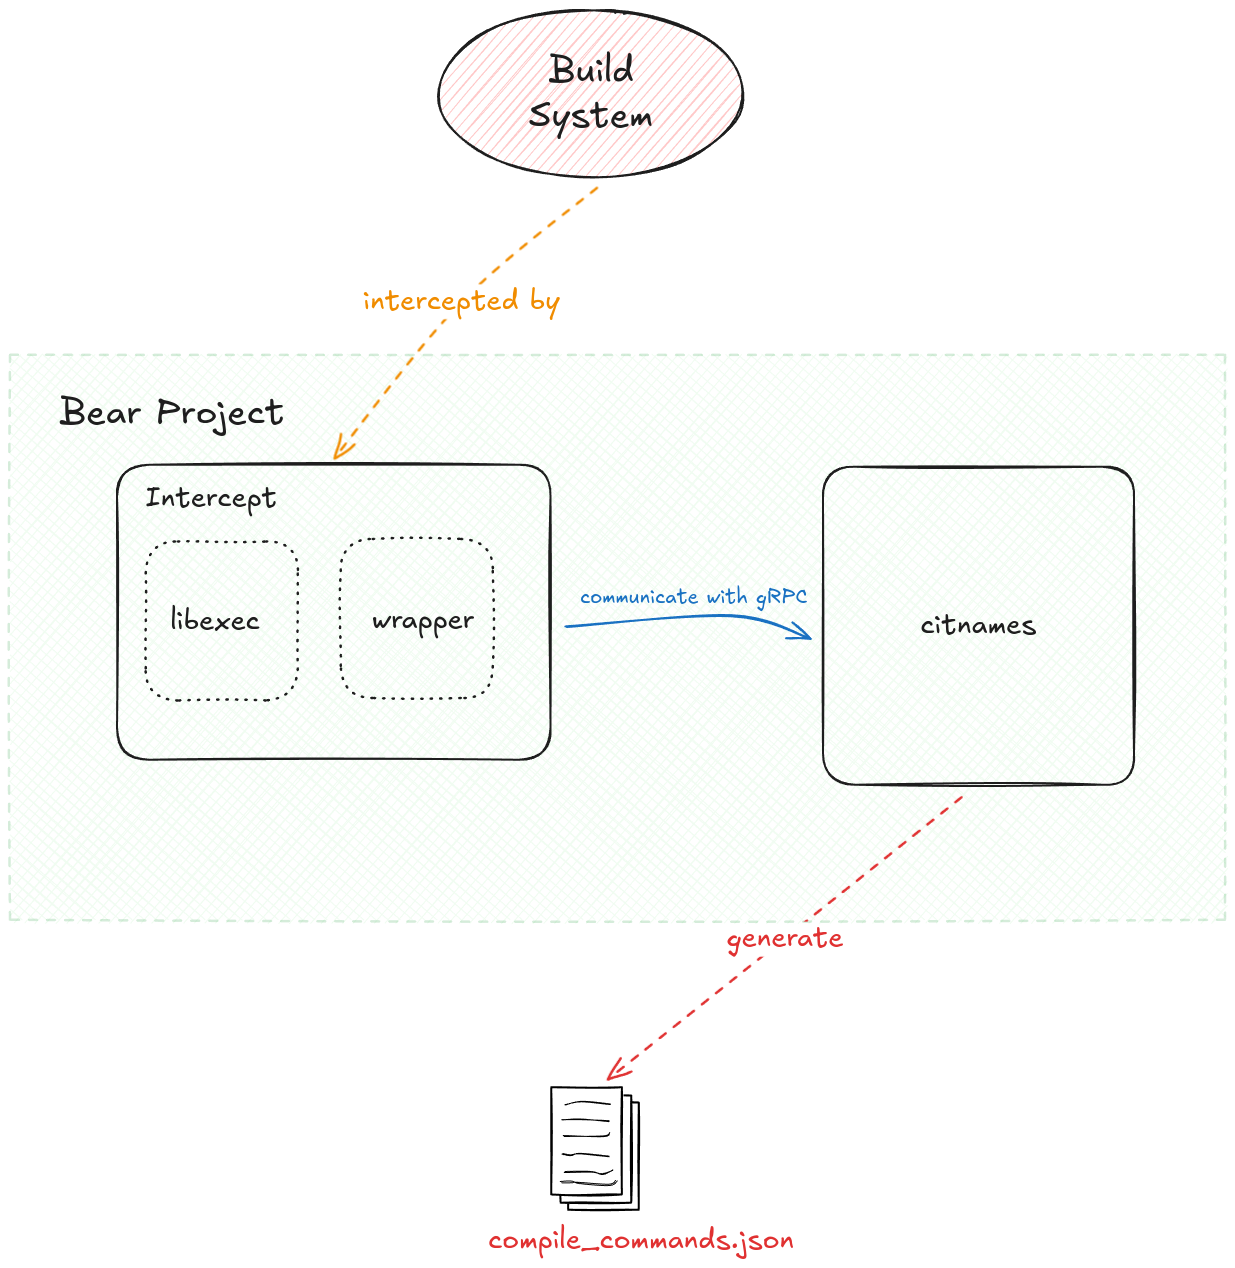 Build
System
intercepted by
Bear Project
Intercept
libexec
wrapper
communicate with gRPC
citnames
generate
compile_commands.json